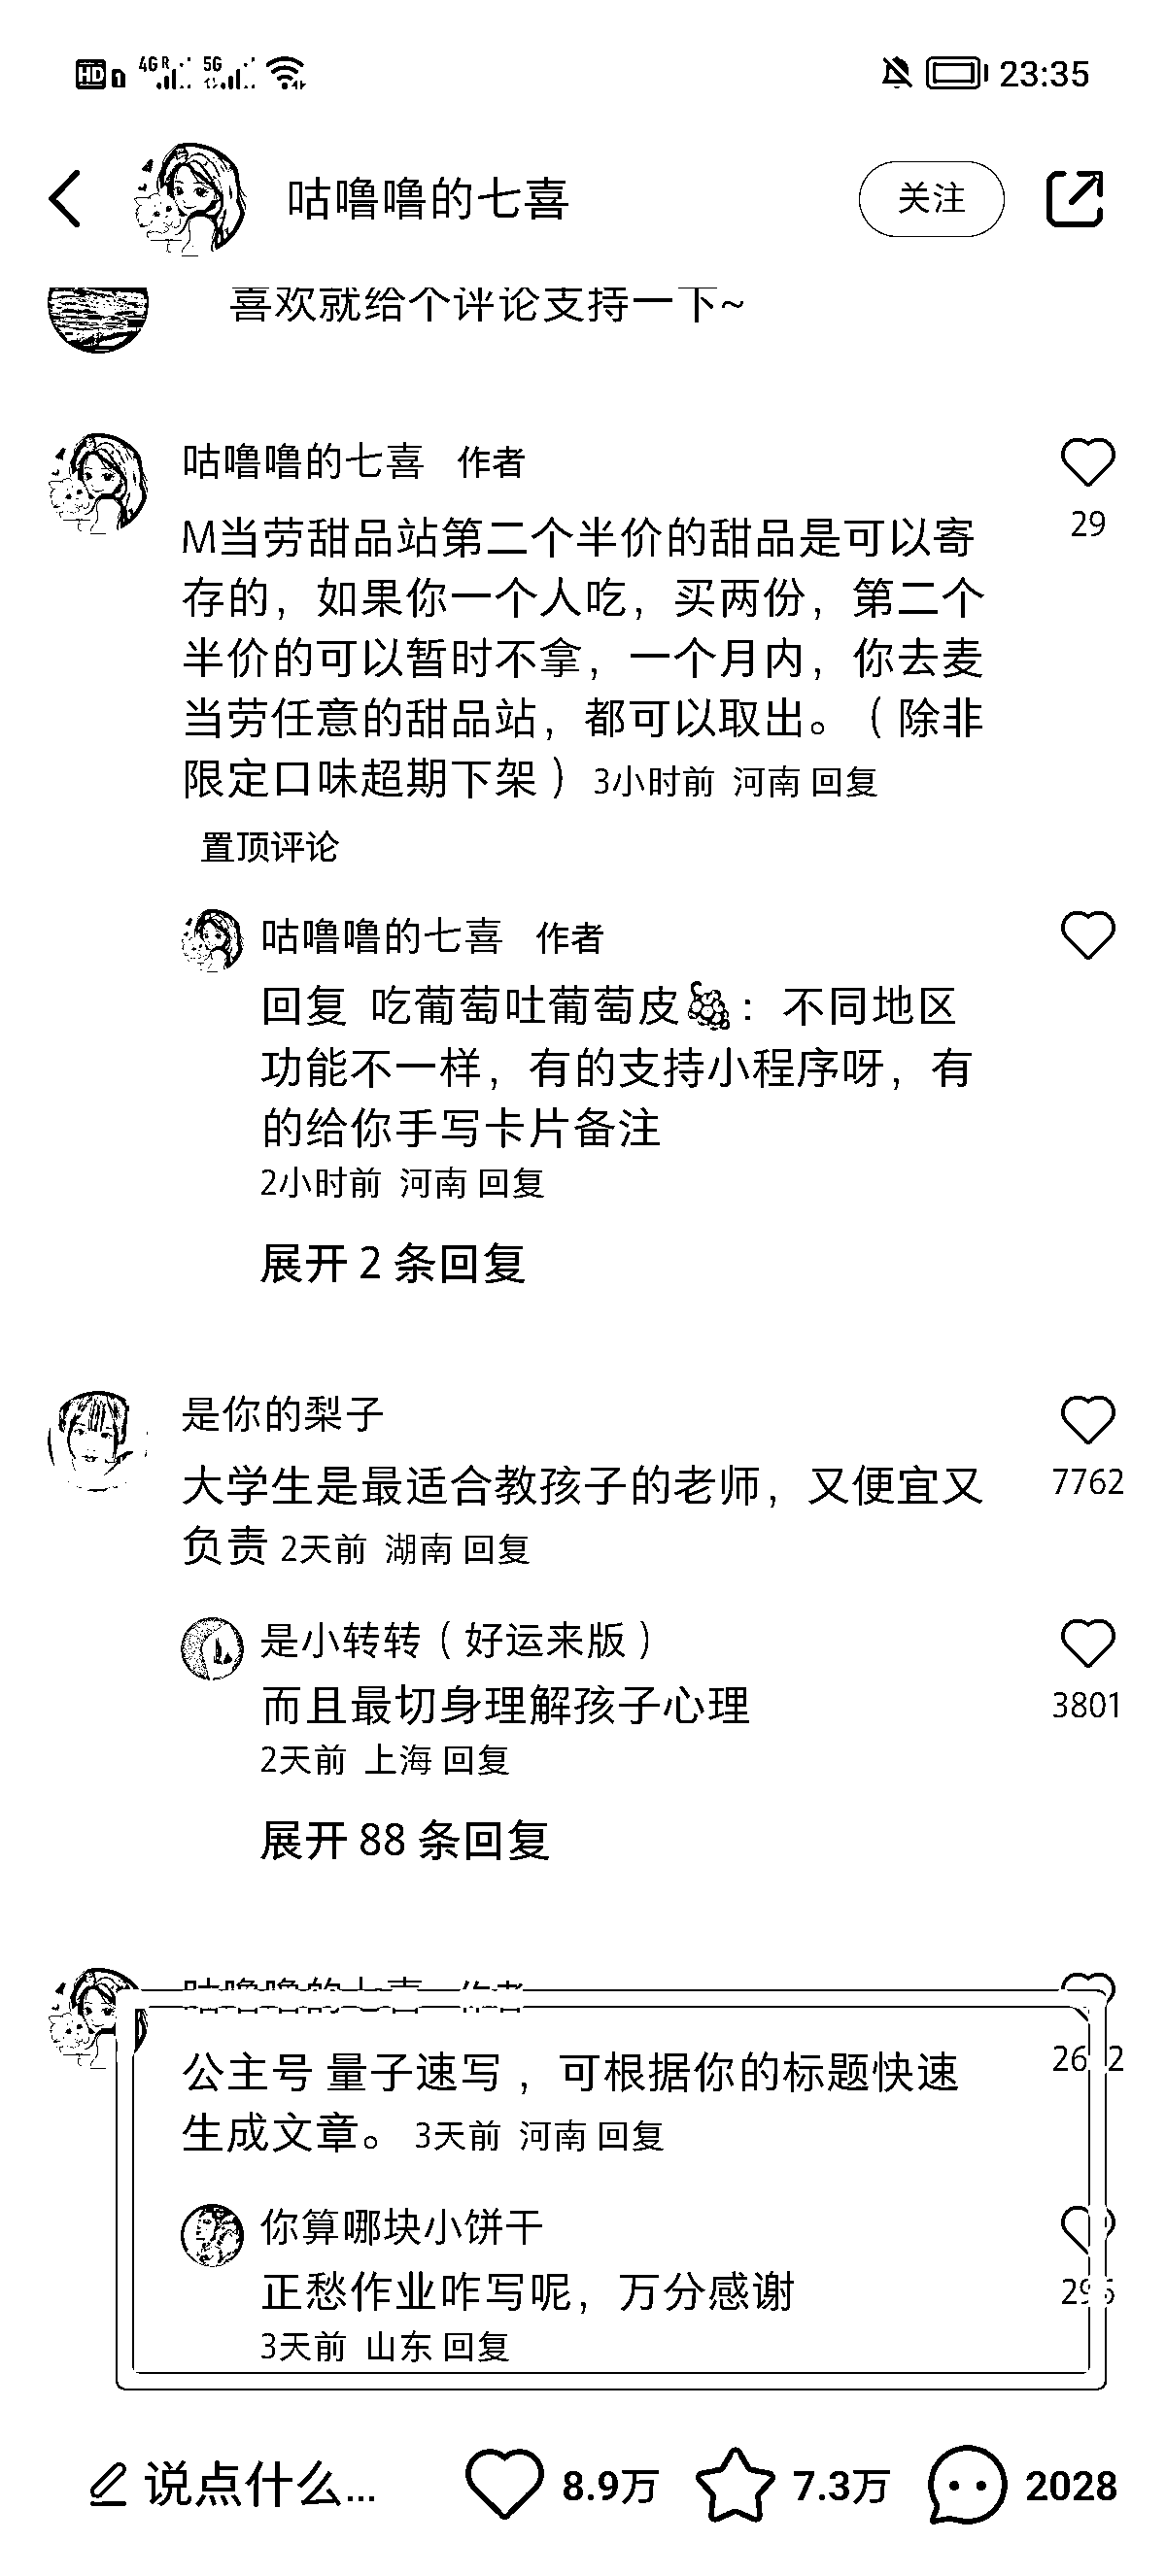 HD 1 4G R 5G 23:35
咕噜噜的七喜 关注
喜欢就给个评论支持一下~
咕噜噜的七喜 作者
M当劳甜品站第二个半价的甜品是可以寄
29
存的，如果你一个人吃，买两份，第二个
半价的可以暂时不拿，一个月内，你去麦
当劳任意的甜品站，都可以取出。（除非
限定口味超期下架）3小时前 河南 回复
置顶评论
咕噜噜的七喜 作者
回复 吃葡萄吐葡萄皮🍇：不同地区
功能不一样，有的支持小程序呀，有
的给你手写卡片备注
2小时前 河南 回复
展开 2 条回复
是你的梨子
大学生是最适合教孩子的老师，又便宜又
7762
负责 2天前 湖南 回复
是小转转（好运来版）
而且最切身理解孩子心理
3801
2天前 上海 回复
展开 88 条回复
咕噜噜的七喜 作者
公主号 量子速写 ，可根据你的标题快速
生成文章。 3天前 河南 回复
你算哪块小饼干
正愁作业咋写呢，万分感谢
3天前 山东 回复
说点什么... 8.9万 7.3万 2028